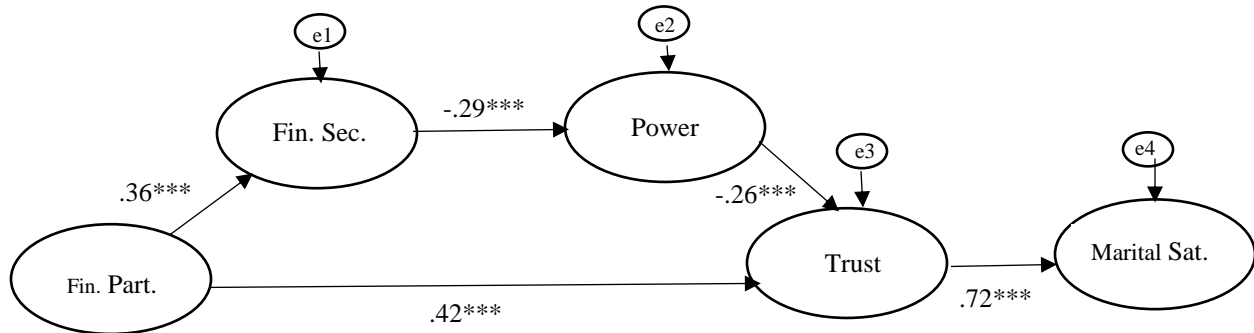 e1
e2
-.29***
Fin. Sec.
Power
e3
e4
.36***
-.26***
Fin. Part.
Trust
Marital Sat.
.42***
.72***